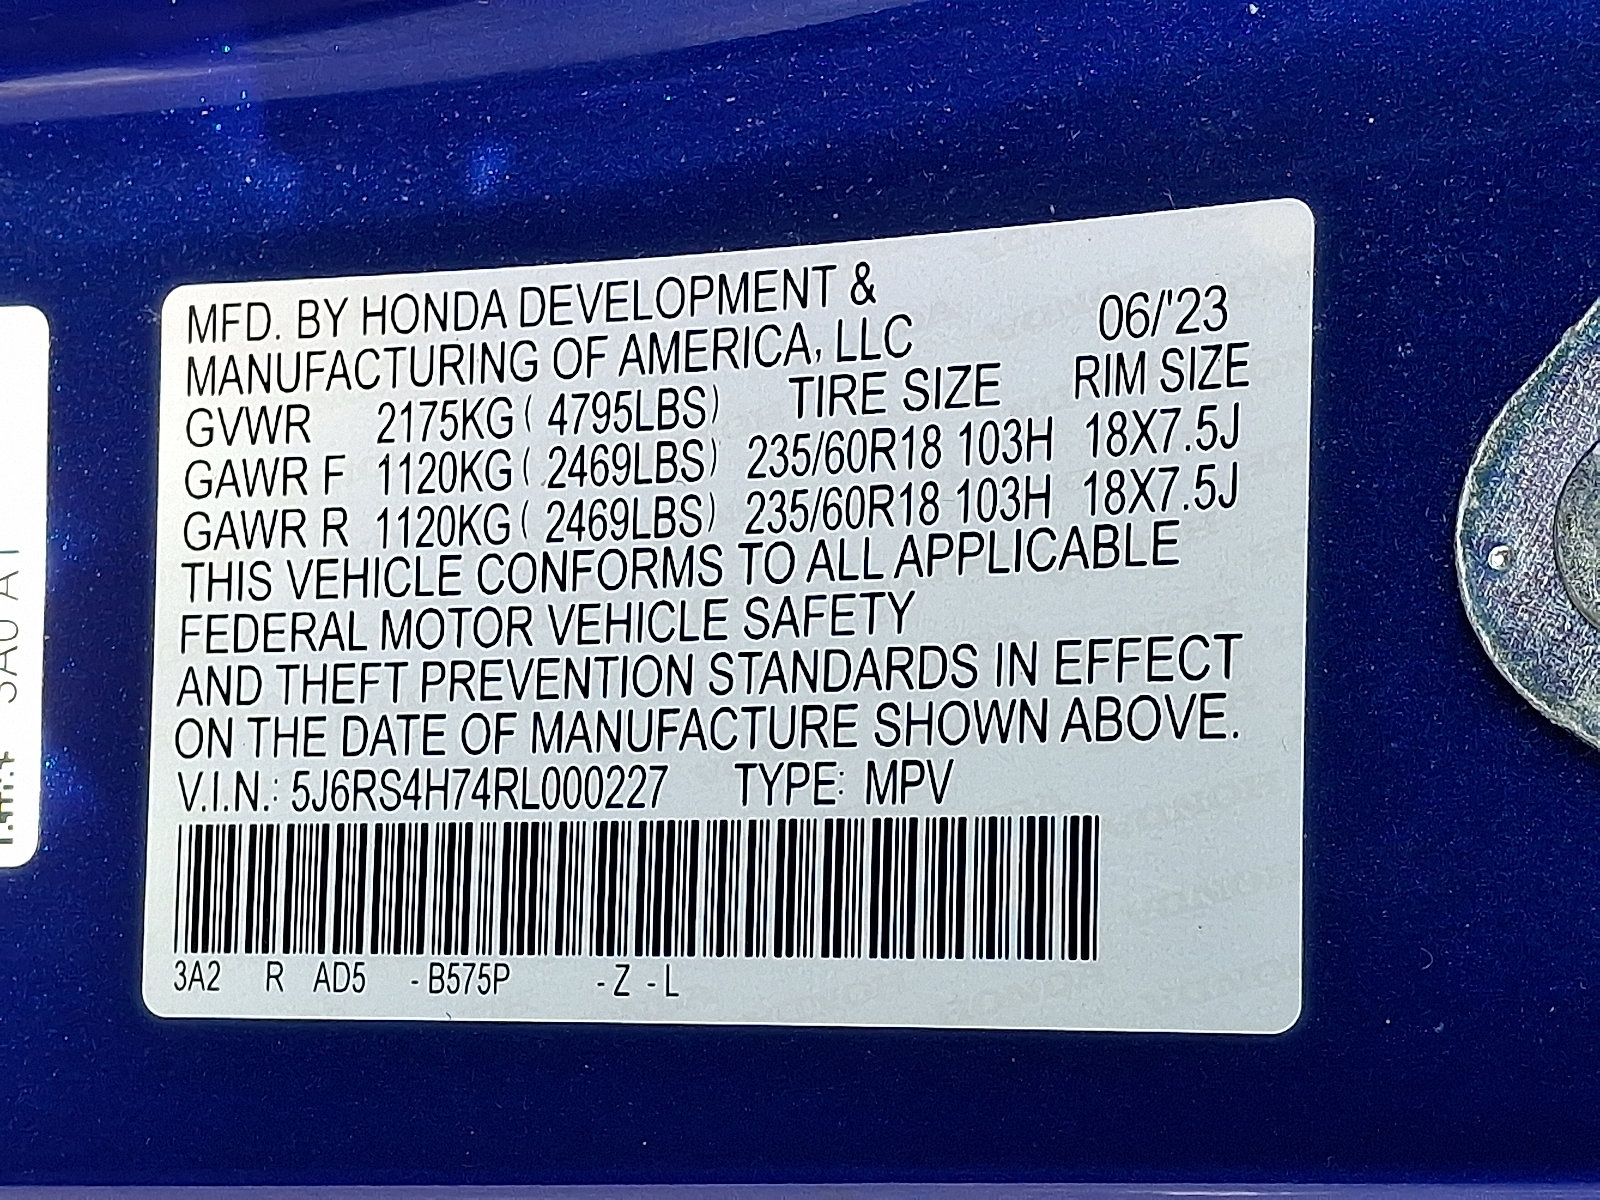 MFD. BY HONDA DEVELOPMENT &
MANUFACTURING OF AMERICA, LLC 06/'23
GVWR 2175KG ( 4795LBS) TIRE SIZE RIM SIZE
GAWR F 1120KG ( 2469LBS) 235/60R18 103H 18X7.5J
GAWR R 1120KG ( 2469LBS) 235/60R18 103H 18X7.5J
THIS VEHICLE CONFORMS TO ALL APPLICABLE
FEDERAL MOTOR VEHICLE SAFETY
AND THEFT PREVENTION STANDARDS IN EFFECT
ON THE DATE OF MANUFACTURE SHOWN ABOVE.
V.I.N.: 5J6RS4H74RL000227 TYPE: MPV
3A2 R AD5 -B575P -Z -L
3A0 A1